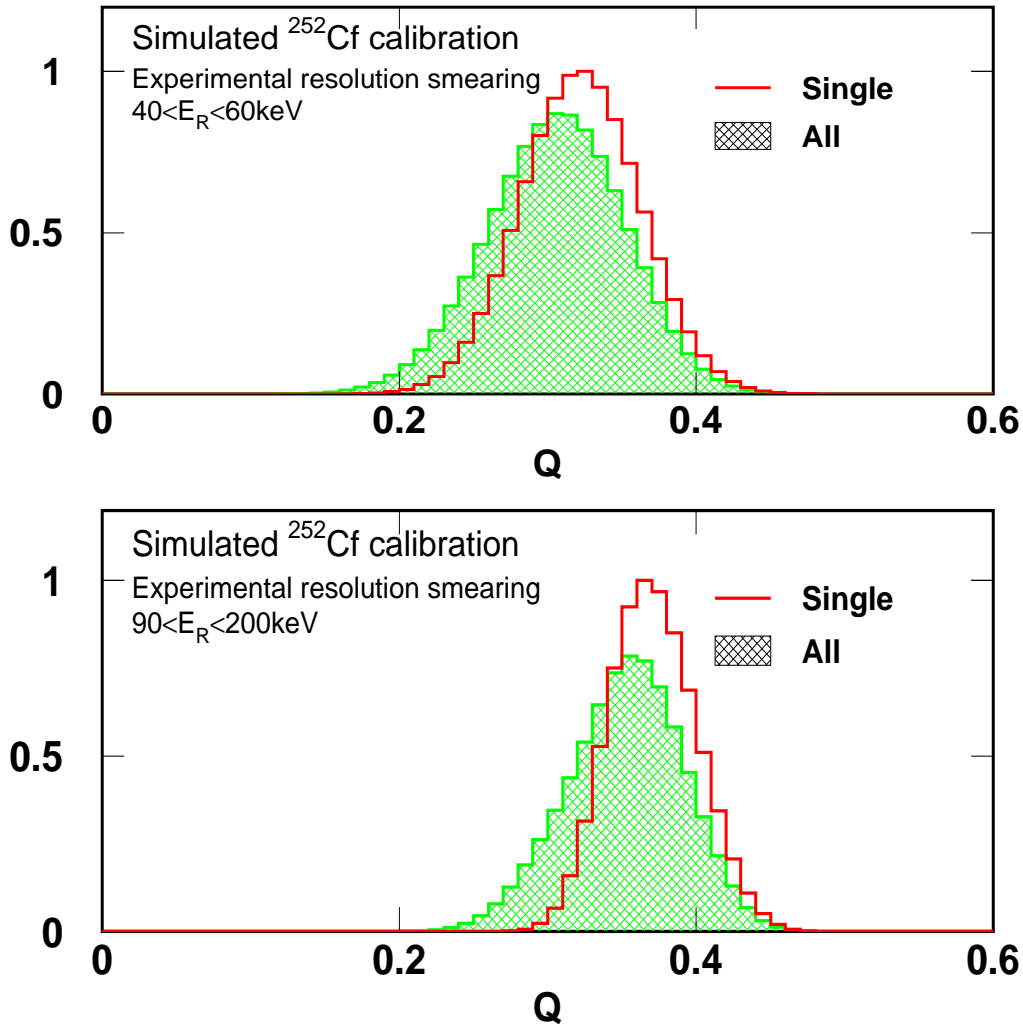 Simulated ²⁵²Cf calibration
Experimental resolution smearing
40<E_R<60keV
Single
All
1
0.5
0
0 0.2 0.4 0.6
Q
Simulated ²⁵²Cf calibration
Experimental resolution smearing
90<E_R<200keV
Single
All
1
0.5
0
0 0.2 0.4 0.6
Q